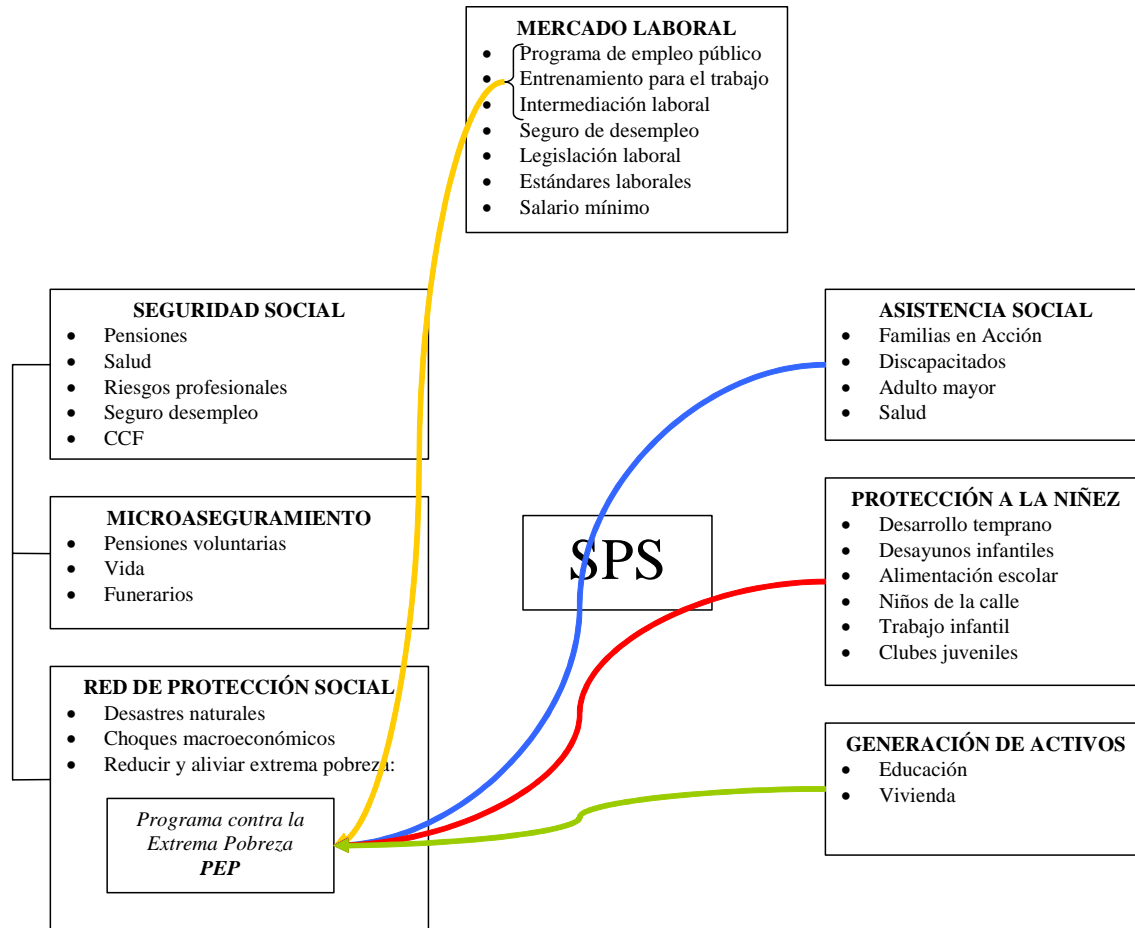 MERCADO LABORAL
• Programa de empleo público
• Entrenamiento para el trabajo
• Intermediación laboral
• Seguro de desempleo
• Legislación laboral
• Estándares laborales
• Salario mínimo
SEGURIDAD SOCIAL
• Pensiones
• Salud
• Riesgos profesionales
• Seguro desempleo
• CCF
ASISTENCIA SOCIAL
• Familias en Acción
• Discapacitados
• Adulto mayor
• Salud
MICROASEGURAMIENTO
• Pensiones voluntarias
• Vida
• Funerarios
SPS
PROTECCIÓN A LA NIÑEZ
• Desarrollo temprano
• Desayunos infantiles
• Alimentación escolar
• Niños de la calle
• Trabajo infantil
• Clubes juveniles
RED DE PROTECCIÓN SOCIAL
• Desastres naturales
• Choques macroeconómicos
• Reducir y aliviar extrema pobreza:
Programa contra la
Extrema Pobreza
PEP
GENERACIÓN DE ACTIVOS
• Educación
• Vivienda